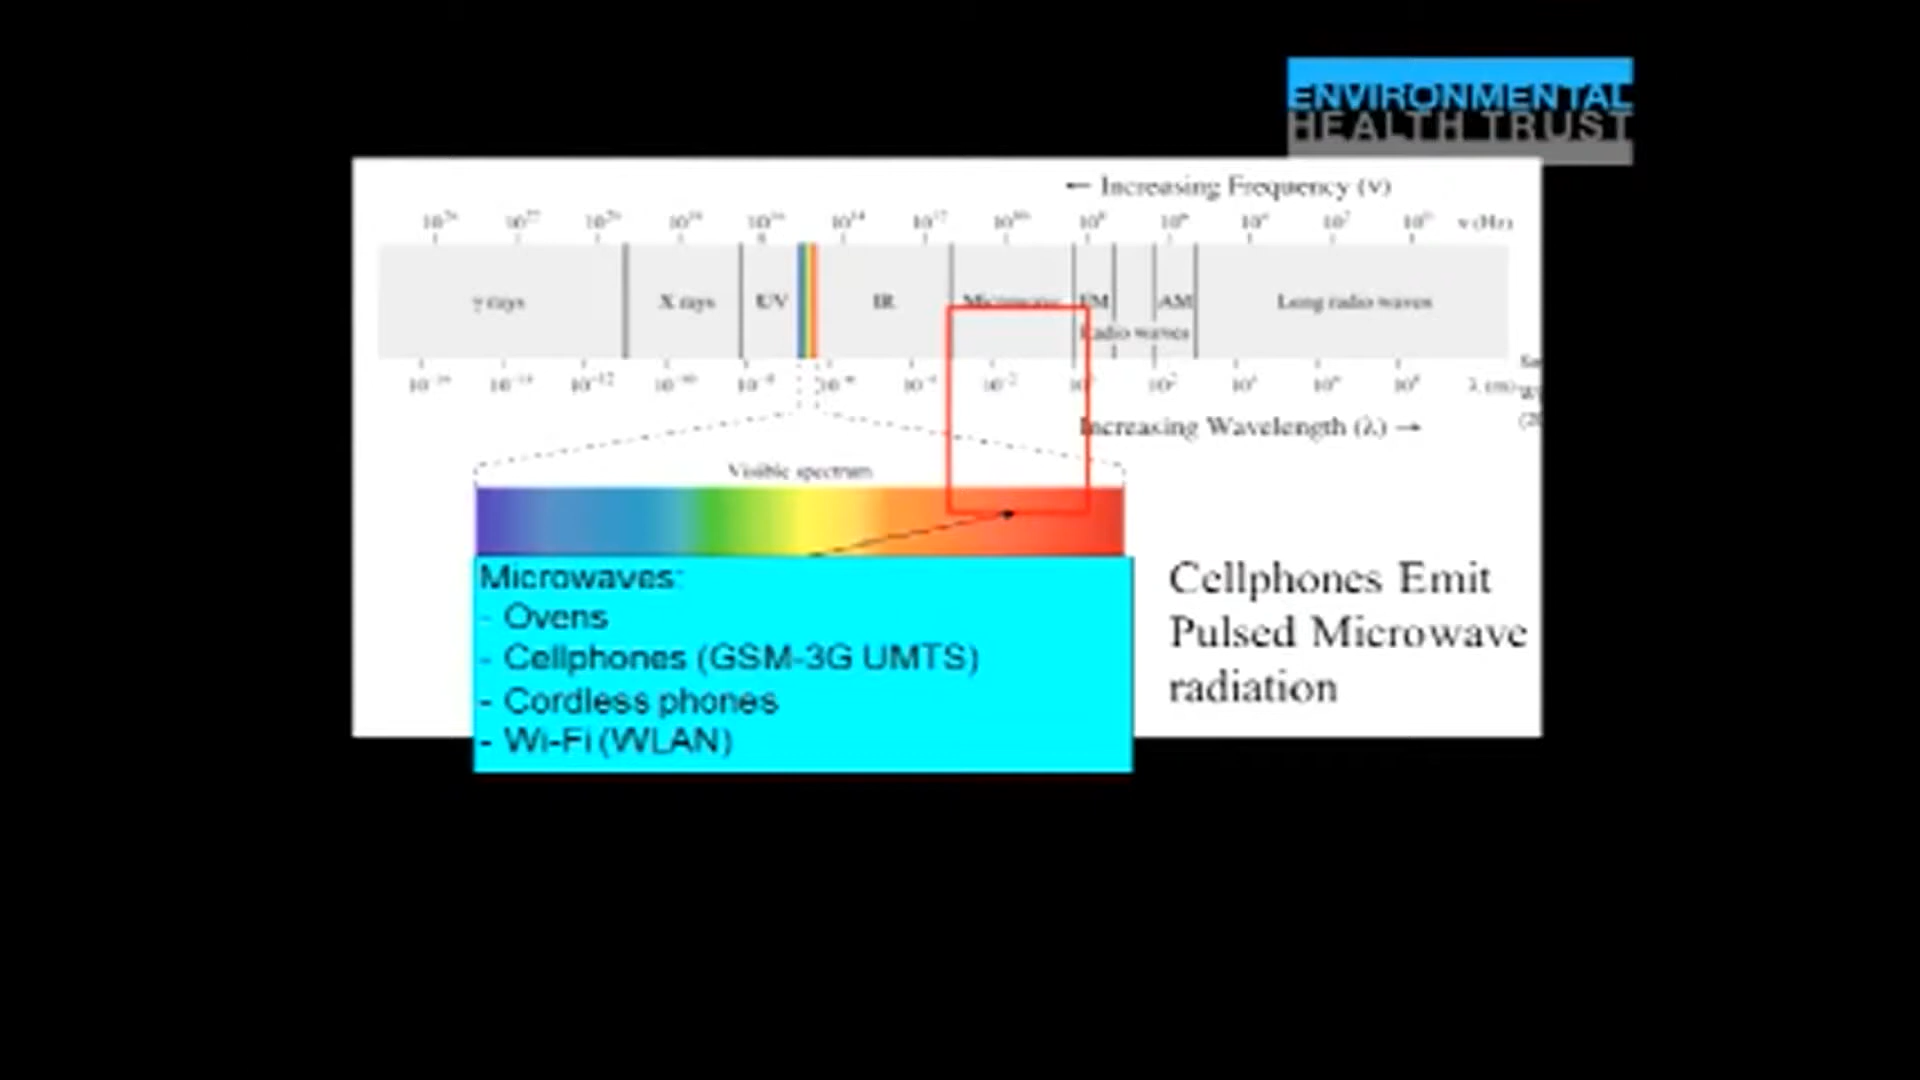 ENVIRONMENTAL
HEALTH TRUST
← Increasing Frequency (ν)
ν (Hz)
γ rays X rays UV IR Microwave FM AM Long radio waves
Radio waves
λ (m)
Increasing Wavelength (λ) →
Visible spectrum
Microwaves:
- Ovens
- Cellphones (GSM-3G UMTS)
- Cordless phones
- Wi-Fi (WLAN)
Cellphones Emit
Pulsed Microwave
radiation